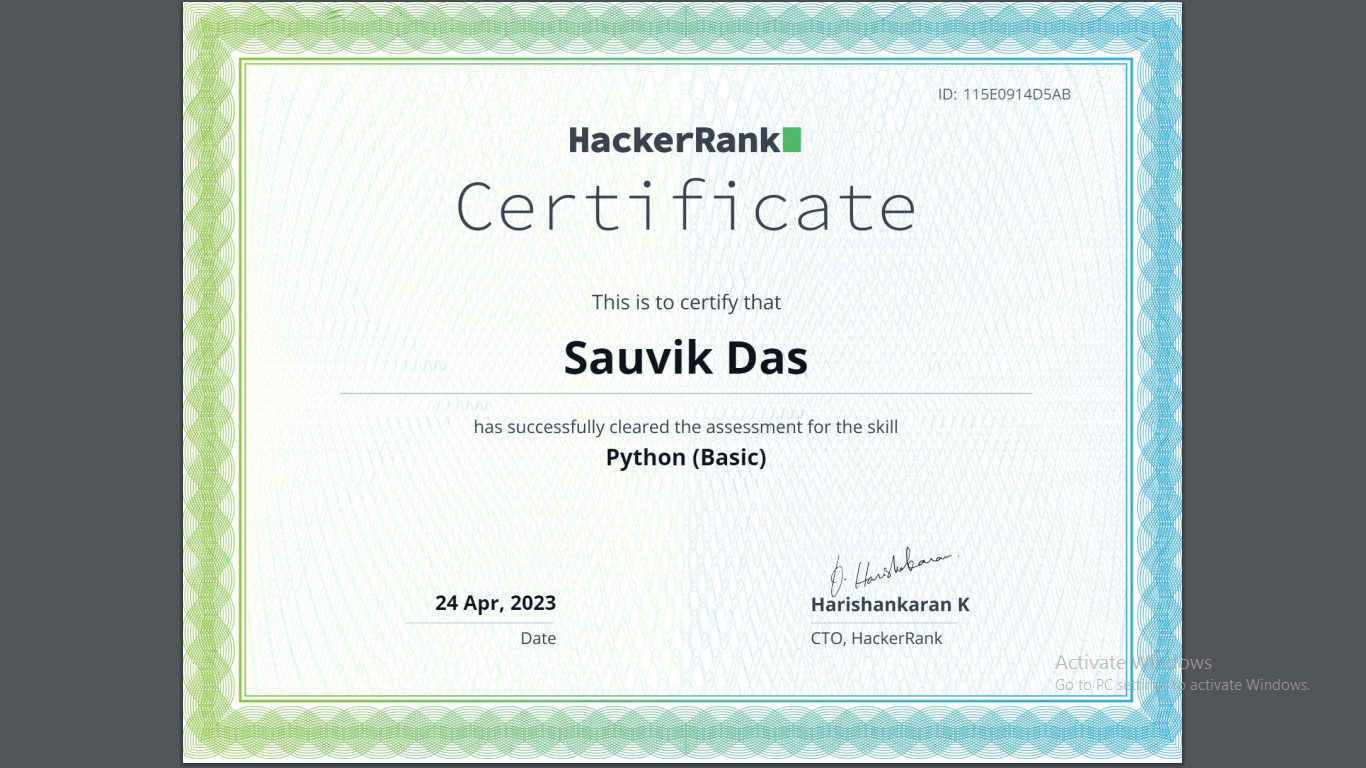 ID: 115E0914D5AB
HackerRank
Certificate
This is to certify that
Sauvik Das
has successfully cleared the assessment for the skill
Python (Basic)
24 Apr, 2023
Date
Harishankaran K
CTO, HackerRank
Activate Windows
Go to PC settings to activate Windows.